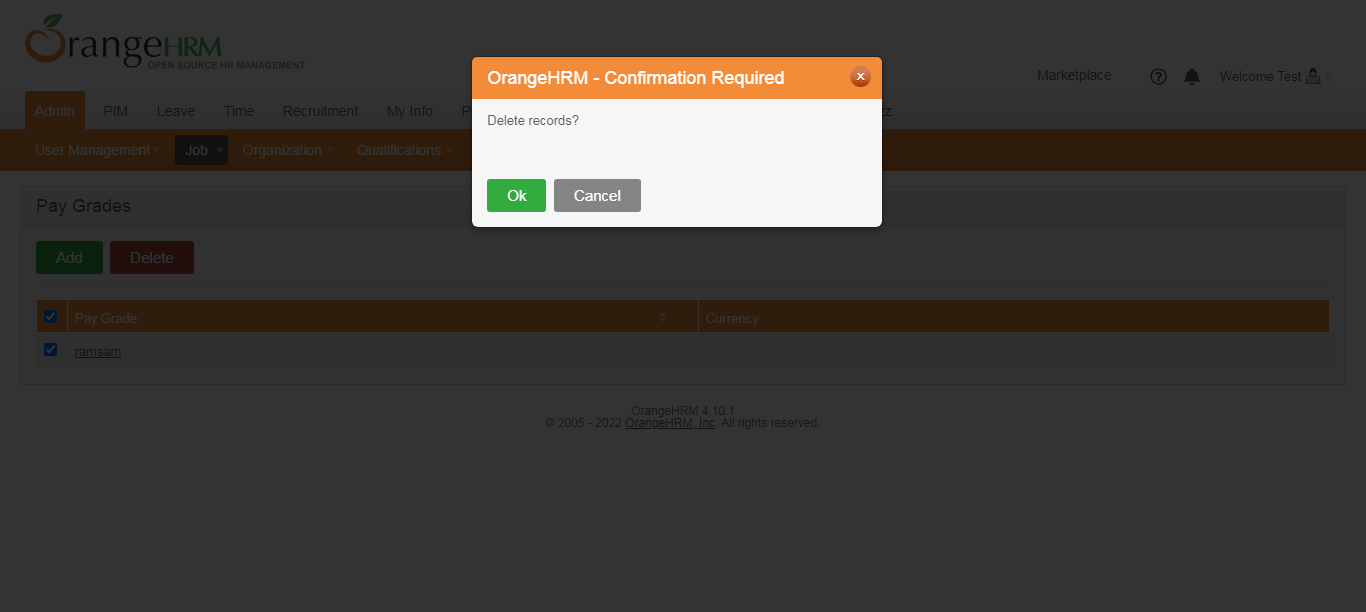 OrangeHRM
OPEN SOURCE HR MANAGEMENT
Marketplace
Welcome Test
Admin PIM Leave Time Recruitment My Info
User Management Job Organization Qualifications
OrangeHRM - Confirmation Required
Delete records?
Ok Cancel
Pay Grades
Add Delete
Pay Grade Currency
ramsam
OrangeHRM 4.10.1
© 2005 - 2022 OrangeHRM, Inc. All rights reserved.